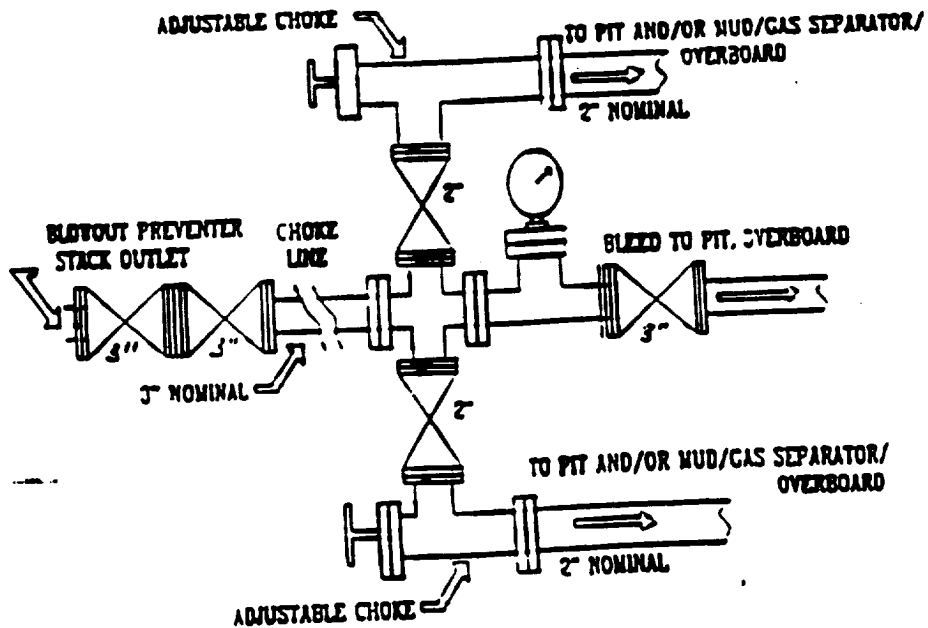 ADJUSTABLE CHOKE
TO PIT AND/OR MUD/GAS SEPARATOR/
OVERBOARD
2" NOMINAL
2"
BLOWOUT PREVENTER
STACK OUTLET
CHOKE
LINE
BLEED TO PIT, OVERBOARD
3"
3"
3"
3" NOMINAL
2"
TO PIT AND/OR MUD/GAS SEPARATOR/
OVERBOARD
2" NOMINAL
ADJUSTABLE CHOKE